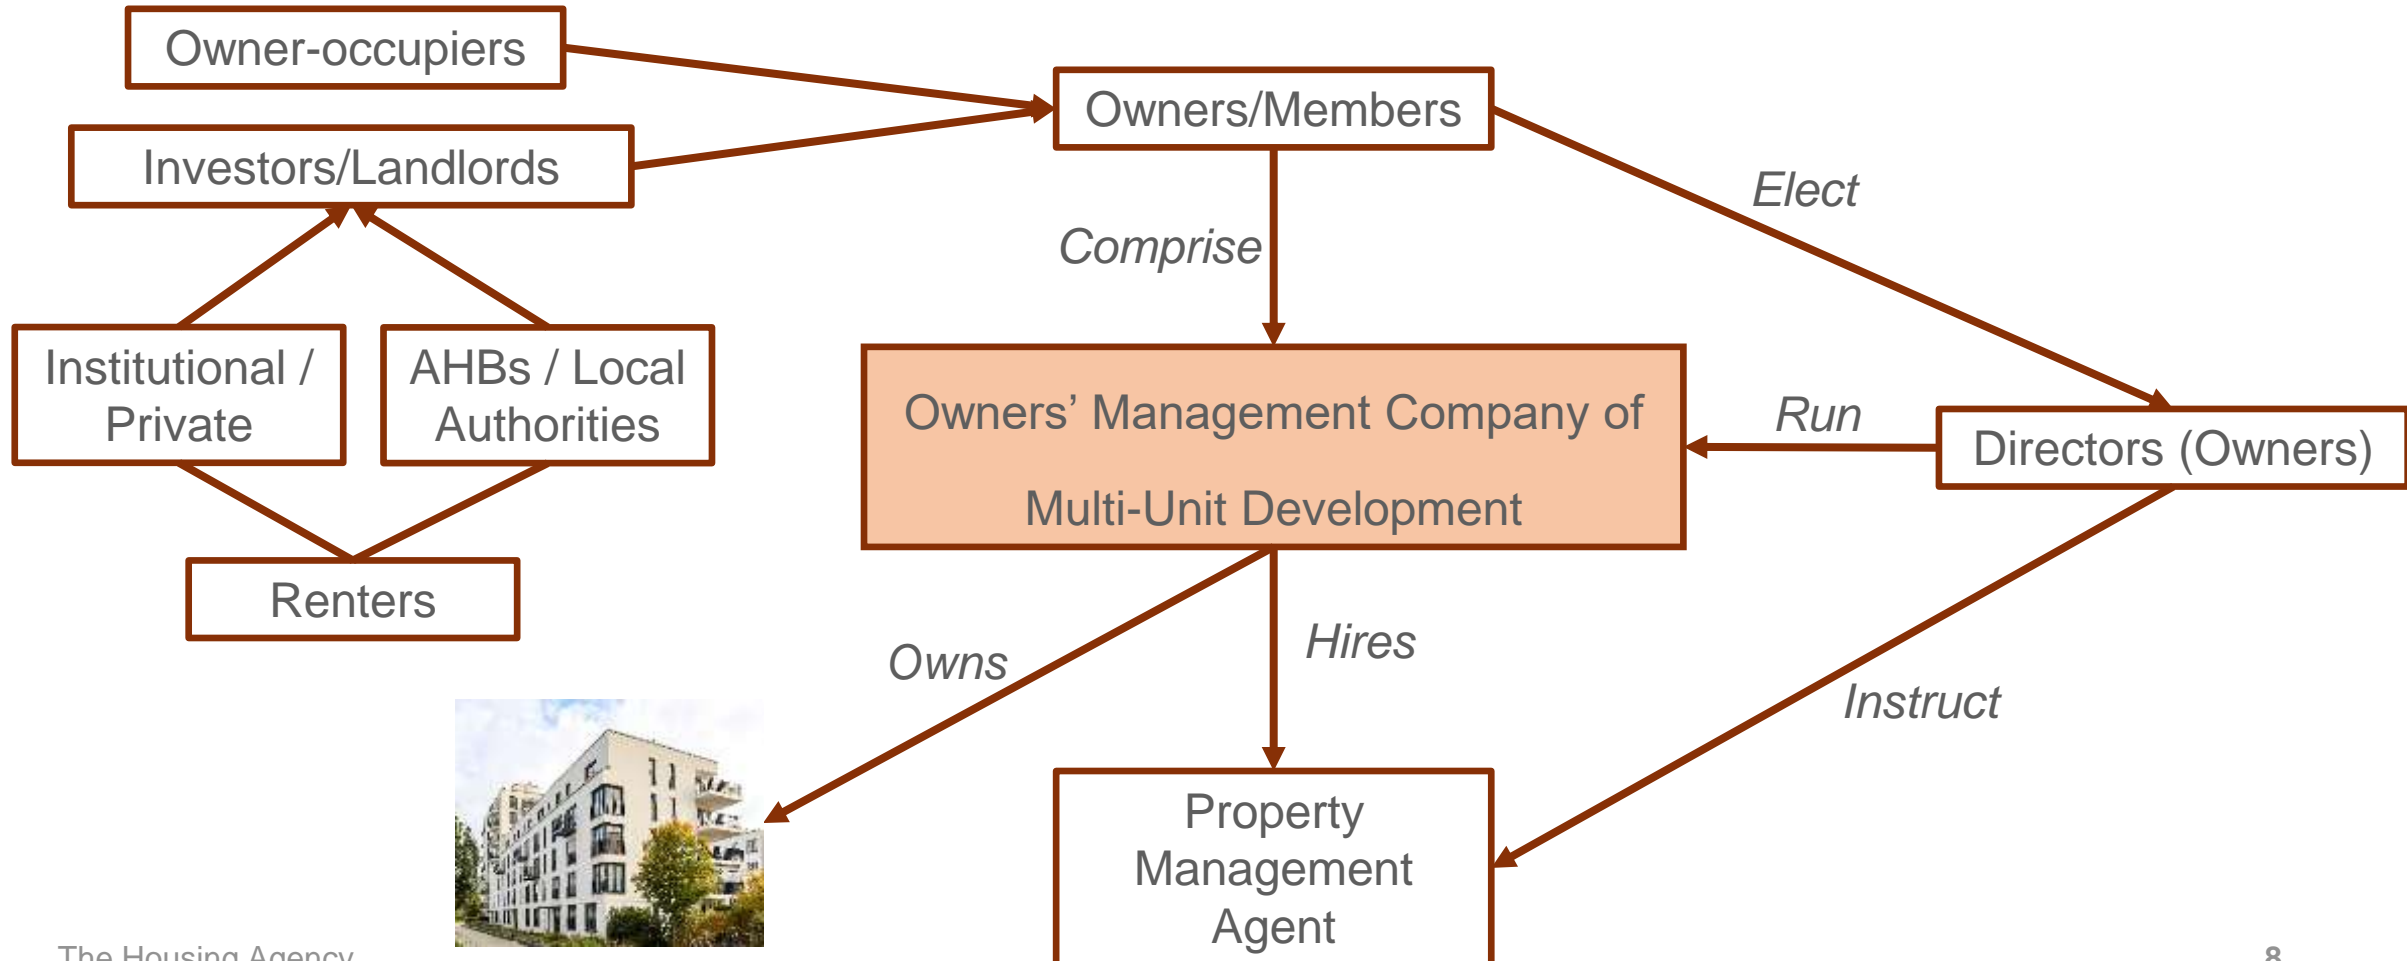 Owner-occupiers
Owners/Members
Investors/Landlords
Elect
Comprise
Institutional /
Private
AHBs / Local
Authorities
Owners’ Management Company of
Multi-Unit Development
Run
Directors (Owners)
Renters
Owns
Hires
Instruct
Property
Management
Agent
The Housing Agency
8